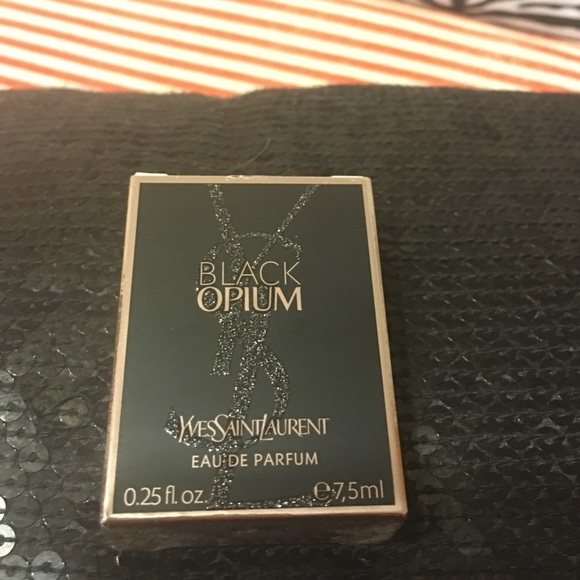 BLACK
OPIUM
YVESSAINTLAURENT
EAU DE PARFUM
0.25 fl. oz. ℮7,5ml